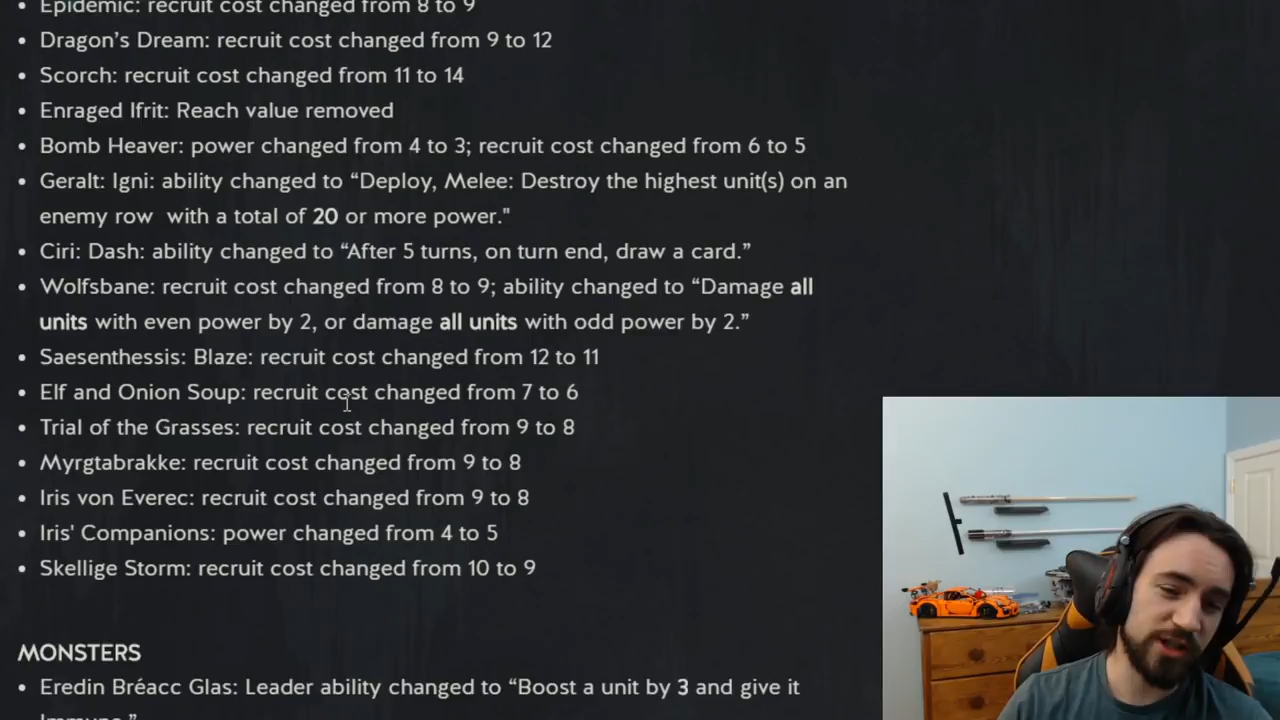 • Epidemic: recruit cost changed from 8 to 9
• Dragon’s Dream: recruit cost changed from 9 to 12
• Scorch: recruit cost changed from 11 to 14
• Enraged Ifrit: Reach value removed
• Bomb Heaver: power changed from 4 to 3; recruit cost changed from 6 to 5
• Geralt: Igni: ability changed to “Deploy, Melee: Destroy the highest unit(s) on an
enemy row with a total of 20 or more power."
• Ciri: Dash: ability changed to “After 5 turns, on turn end, draw a card.”
• Wolfsbane: recruit cost changed from 8 to 9; ability changed to “Damage all
units with even power by 2, or damage all units with odd power by 2.”
• Saesenthessis: Blaze: recruit cost changed from 12 to 11
• Elf and Onion Soup: recruit cost changed from 7 to 6
• Trial of the Grasses: recruit cost changed from 9 to 8
• Myrgtabrakke: recruit cost changed from 9 to 8
• Iris von Everec: recruit cost changed from 9 to 8
• Iris' Companions: power changed from 4 to 5
• Skellige Storm: recruit cost changed from 10 to 9
MONSTERS
• Eredin Bréacc Glas: Leader ability changed to “Boost a unit by 3 and give it
Immune.”